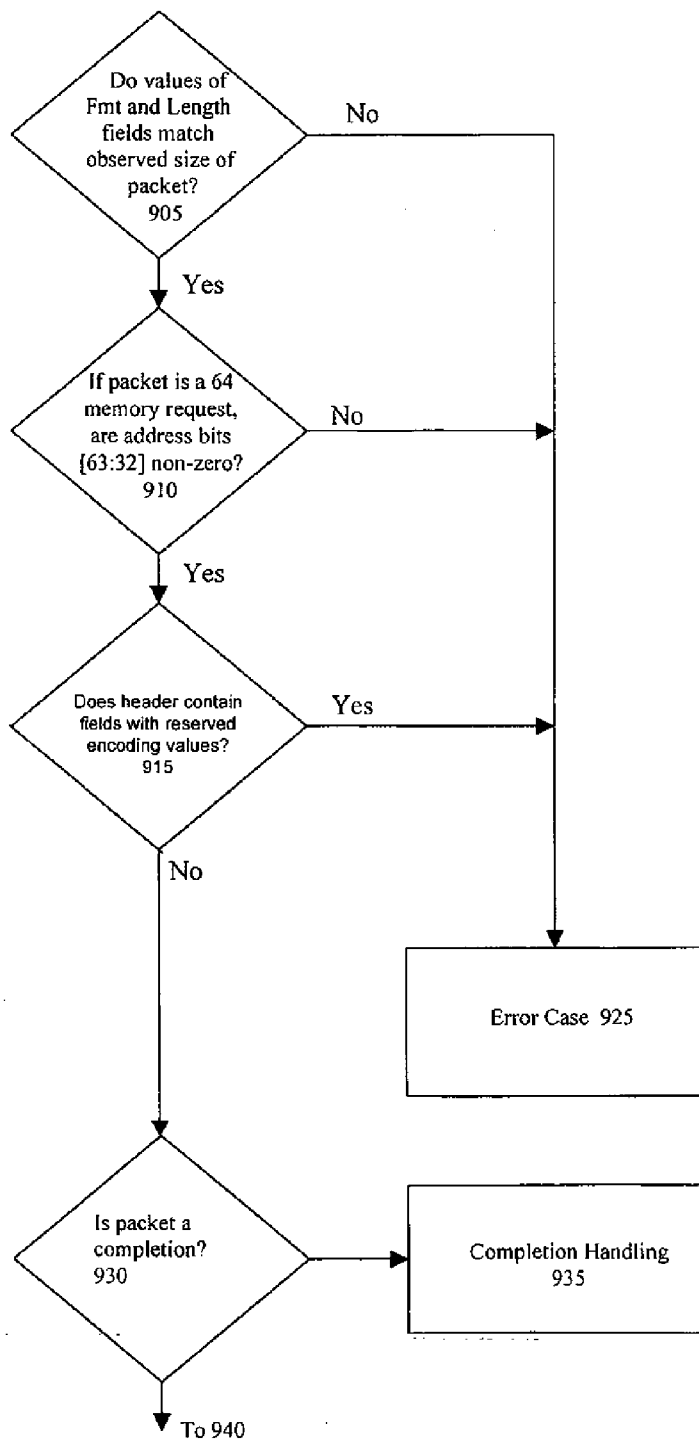 Do values of
Fmt and Length
fields match
observed size of
packet?
905
No
Yes
If packet is a 64
memory request,
are address bits
[63:32] non-zero?
910
No
Yes
Does header contain
fields with reserved
encoding values?
915
Yes
No
Error Case 925
Is packet a
completion?
930
Completion Handling
935
To 940